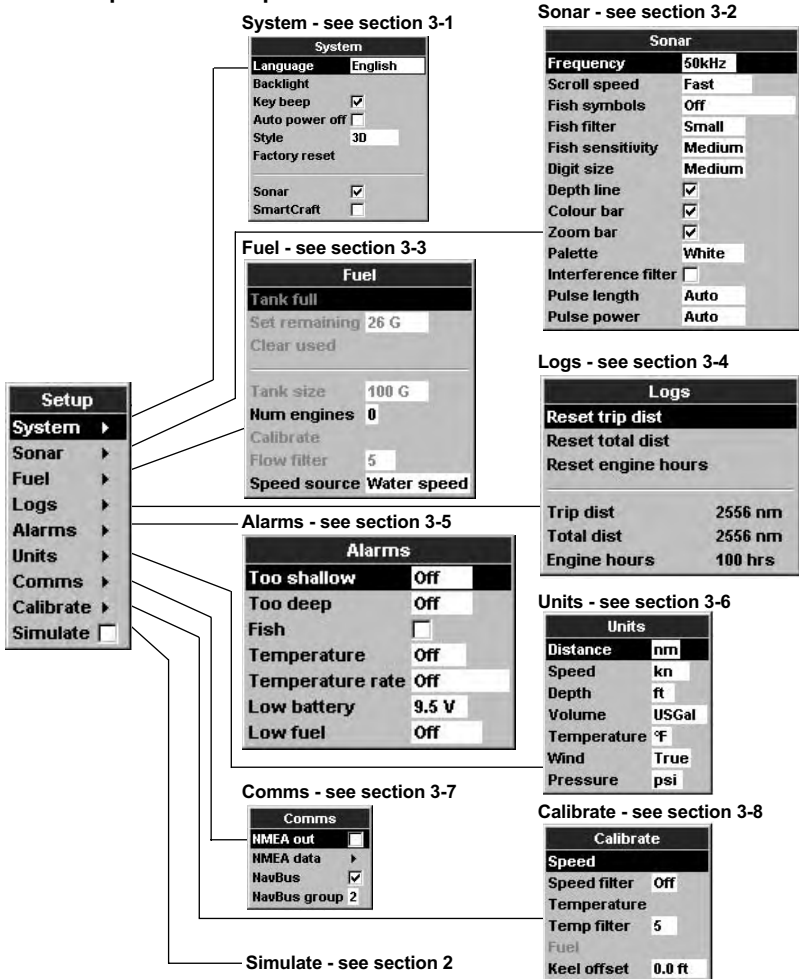 System - see section 3-1
System
Language English
Backlight
Key beep
Auto power off
Style 3D
Factory reset
Sonar
SmartCraft
Sonar - see section 3-2
Sonar
Frequency 50kHz
Scroll speed Fast
Fish symbols Off
Fish filter Small
Fish sensitivity Medium
Digit size Medium
Depth line
Colour bar
Zoom bar
Palette White
Interference filter
Pulse length Auto
Pulse power Auto
Fuel - see section 3-3
Fuel
Tank full
Set remaining 26 G
Clear used
Tank size 100 G
Num engines 0
Calibrate
Flow filter 5
Speed source Water speed
Setup
System
Sonar
Fuel
Logs
Alarms
Units
Comms
Calibrate
Simulate
Logs - see section 3-4
Logs
Reset trip dist
Reset total dist
Reset engine hours
Trip dist 2556 nm
Total dist 2556 nm
Engine hours 100 hrs
Alarms - see section 3-5
Alarms
Too shallow Off
Too deep Off
Fish
Temperature Off
Temperature rate Off
Low battery 9.5 V
Low fuel Off
Units - see section 3-6
Units
Distance nm
Speed kn
Depth ft
Volume USGal
Temperature °F
Wind True
Pressure psi
Comms - see section 3-7
Comms
NMEA out
NMEA data
NavBus
NavBus group 2
Calibrate - see section 3-8
Calibrate
Speed
Speed filter Off
Temperature
Temp filter 5
Fuel
Keel offset 0.0 ft
Simulate - see section 2